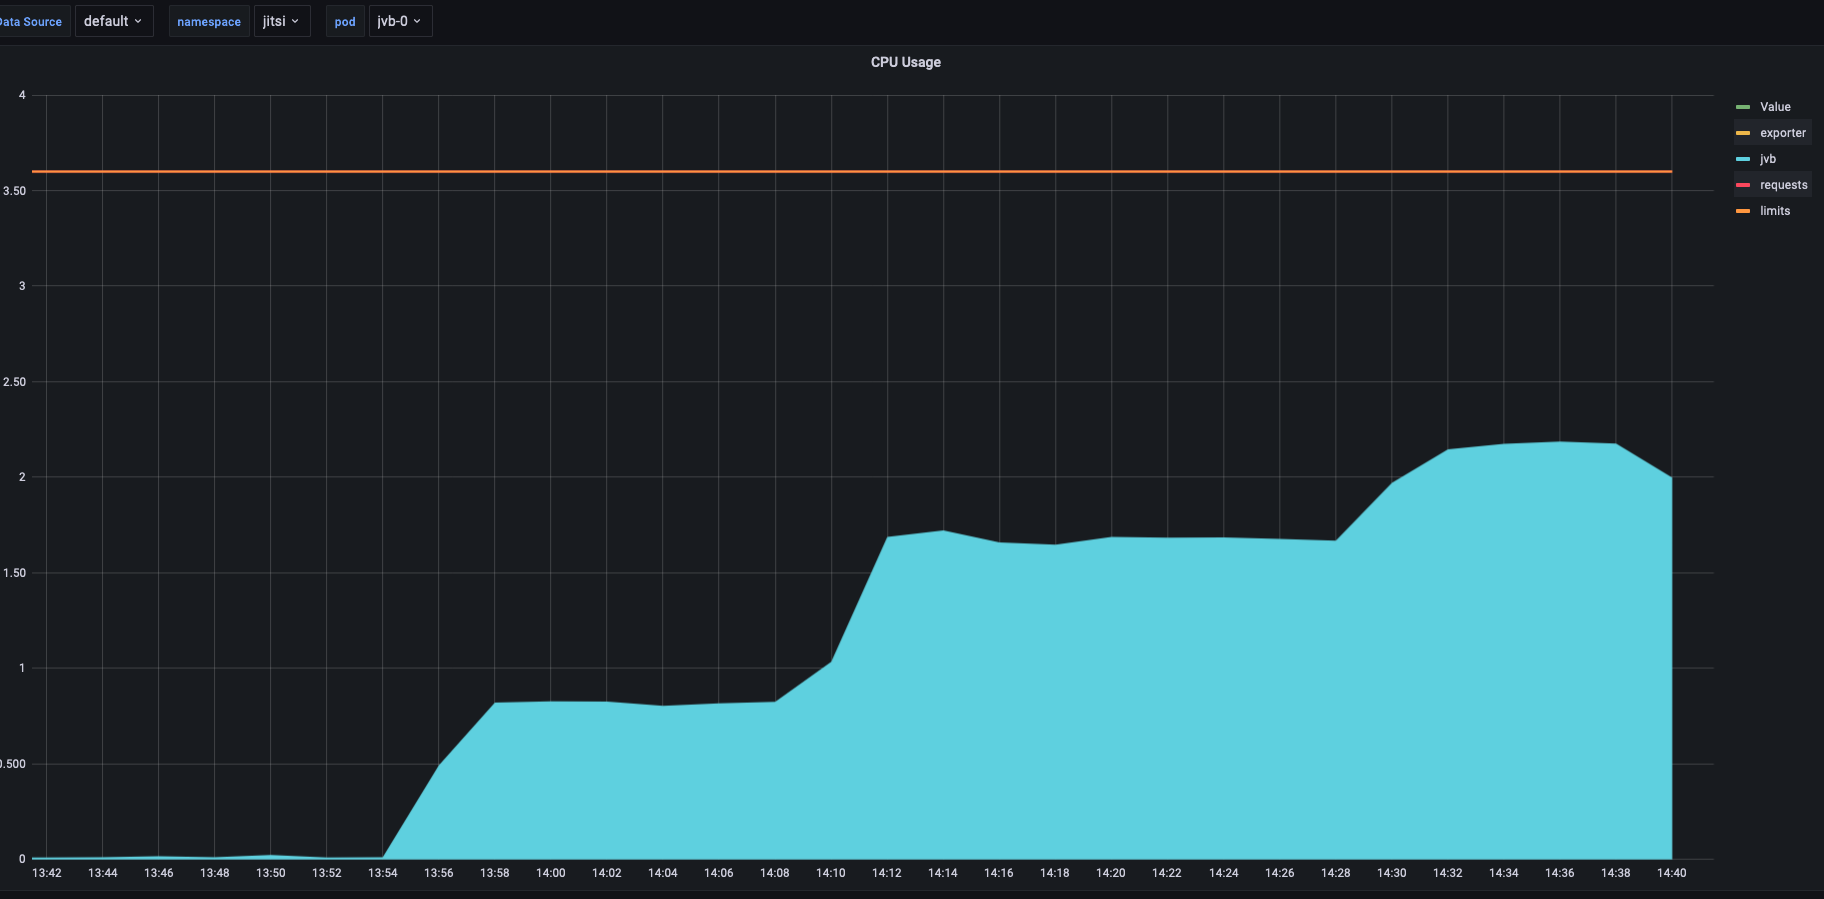 Data Source default namespace jitsi pod jvb-0
CPU Usage
4
3.50
3
2.50
2
1.50
1
0.500
0
13:42 13:44 13:46 13:48 13:50 13:52 13:54 13:56 13:58 14:00 14:02 14:04 14:06 14:08 14:10 14:12 14:14 14:16 14:18 14:20 14:22 14:24 14:26 14:28 14:30 14:32 14:34 14:36 14:38 14:40
Value
exporter
jvb
requests
limits